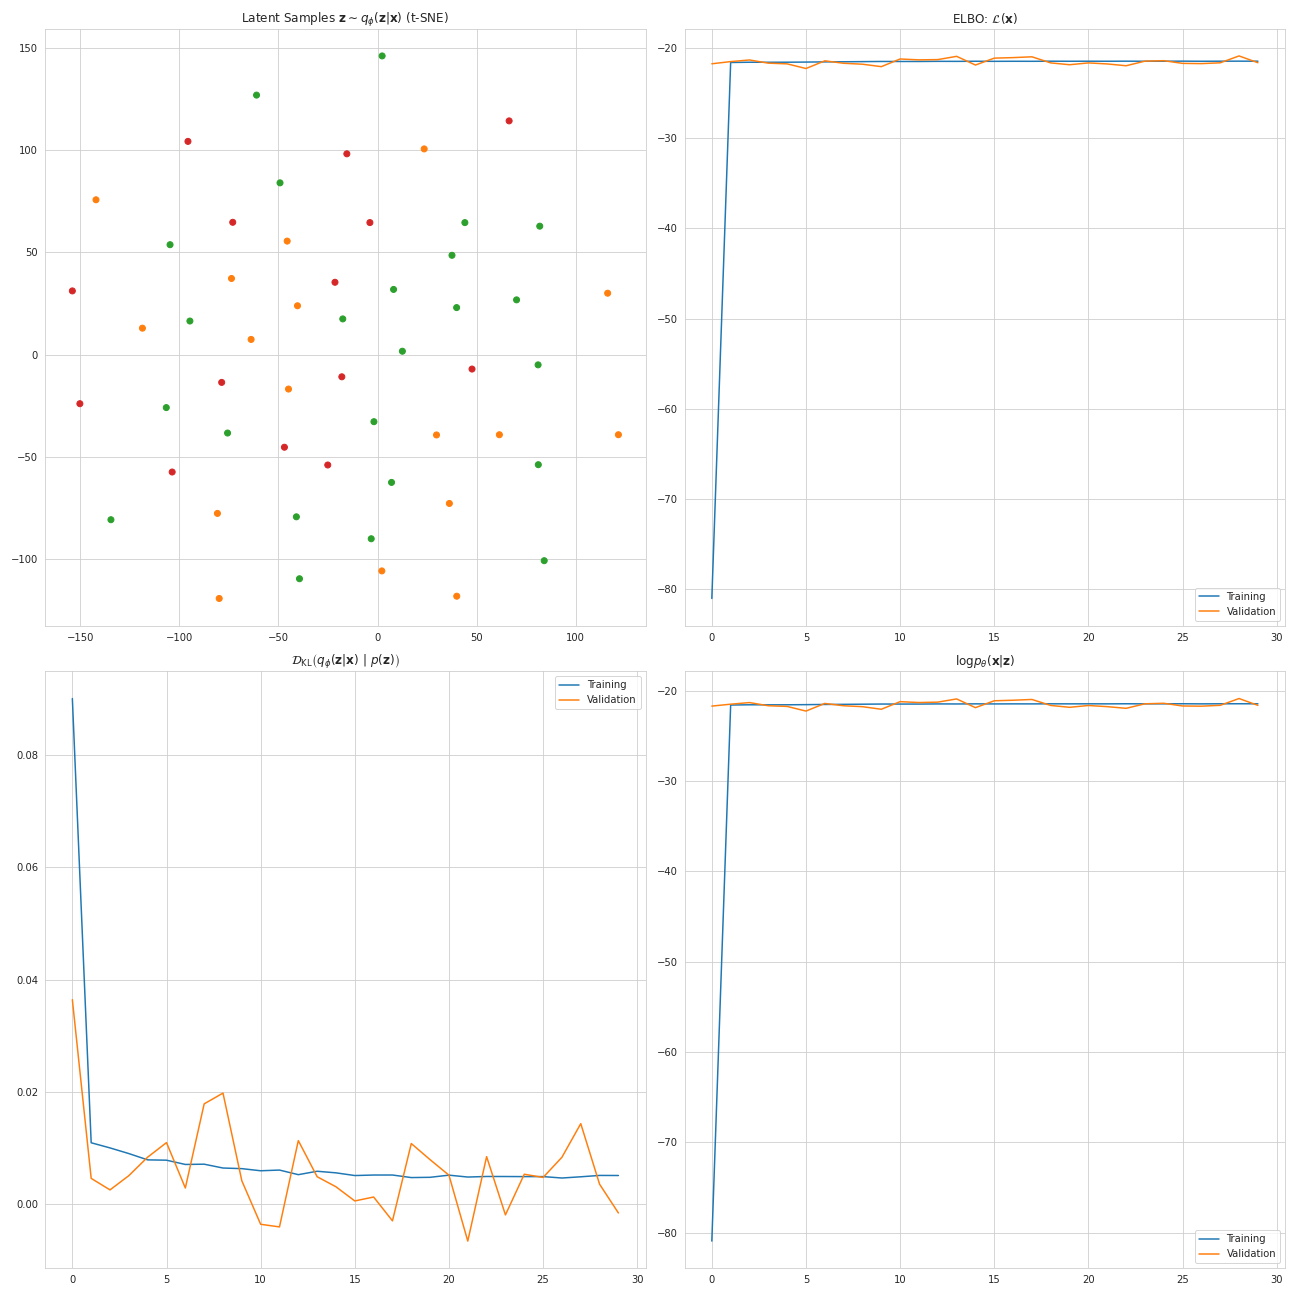 Latent Samples z ∼ qϕ(z|x) (t-SNE)
150
100
50
0
−50
−100
−150 −100 −50 0 50 100
ELBO: ℒ(x)
−20
−30
−40
−50
−60
−70
−80
Training
Validation
0 5 10 15 20 25 30
𝒟KL(qϕ(z|x) | p(z))
Training
Validation
0.08
0.06
0.04
0.02
0.00
0 5 10 15 20 25 30
logpθ(x|z)
−20
−30
−40
−50
−60
−70
−80
Training
Validation
0 5 10 15 20 25 30